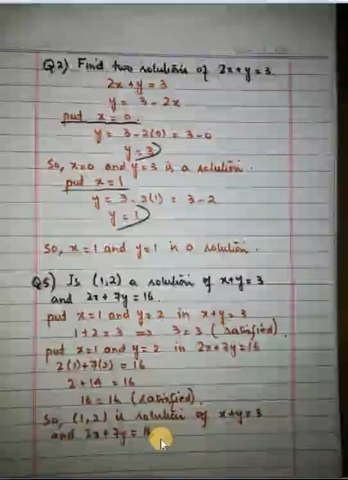 Q2) Find two solutions of 2x+y=3.
2x+y=3
y = 3-2x
put x=0
y = 3-2(0) = 3-0
y=3
So, x=0 and y=3 is a solution.
put x=1
y = 3-2(1) = 3-2
y=1
So, x=1 and y=1 is a solution.
Q5) Is (1,2) a solution of x+y=3
and 2x+7y=16.
put x=1 and y=2 in x+y=3
1+2=3 ⇒ 3=3 (satisfied).
put x=1 and y=2 in 2x+7y=16
2(1)+7(2)=16
2+14=16
16=16 (satisfied).
So, (1,2) is solution of x+y=3
and 2x+7y=16